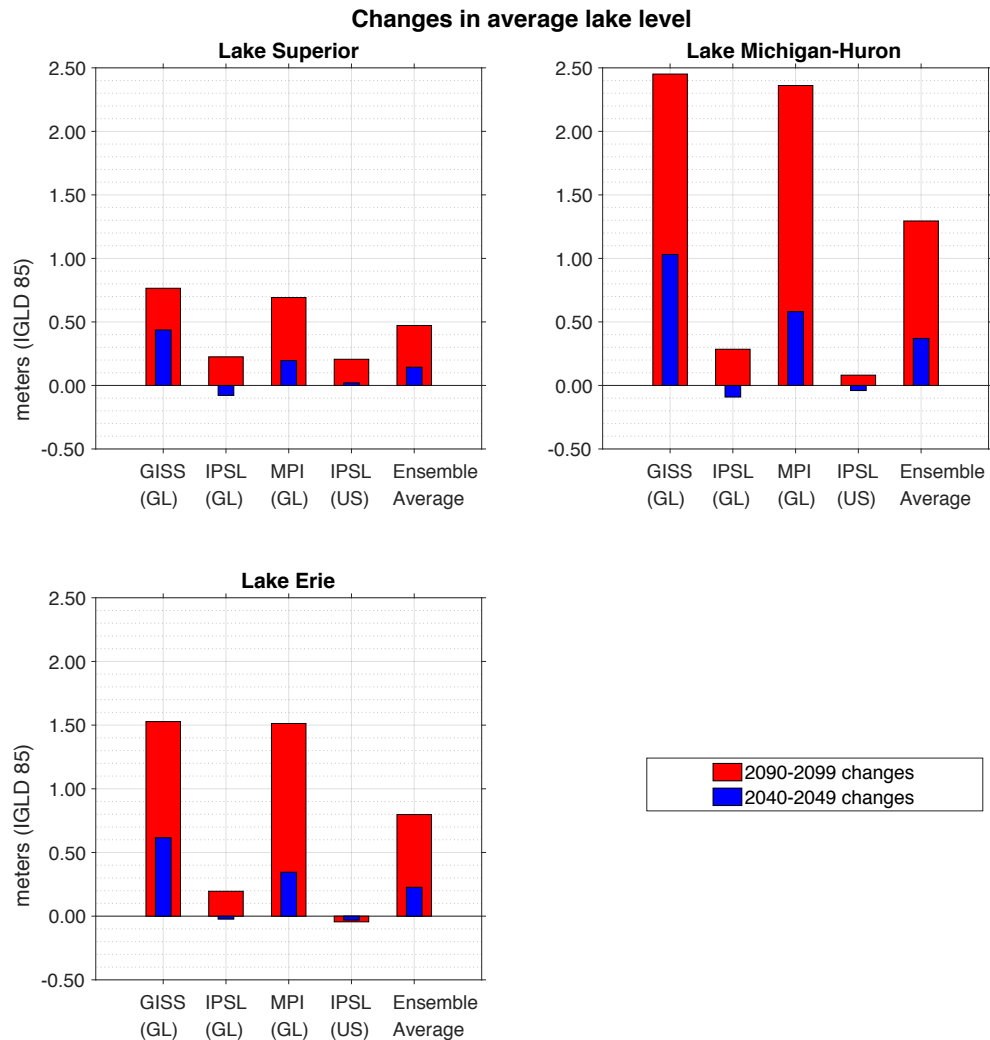 Changes in average lake level
Lake Superior
2.50
2.00
1.50
1.00
0.50
0.00
-0.50
meters (IGLD 85)
GISS IPSL MPI IPSL Ensemble
(GL) (GL) (GL) (US) Average
Lake Michigan-Huron
2.50
2.00
1.50
1.00
0.50
0.00
-0.50
GISS IPSL MPI IPSL Ensemble
(GL) (GL) (GL) (US) Average
Lake Erie
2.50
2.00
1.50
1.00
0.50
0.00
-0.50
meters (IGLD 85)
GISS IPSL MPI IPSL Ensemble
(GL) (GL) (GL) (US) Average
2090-2099 changes
2040-2049 changes